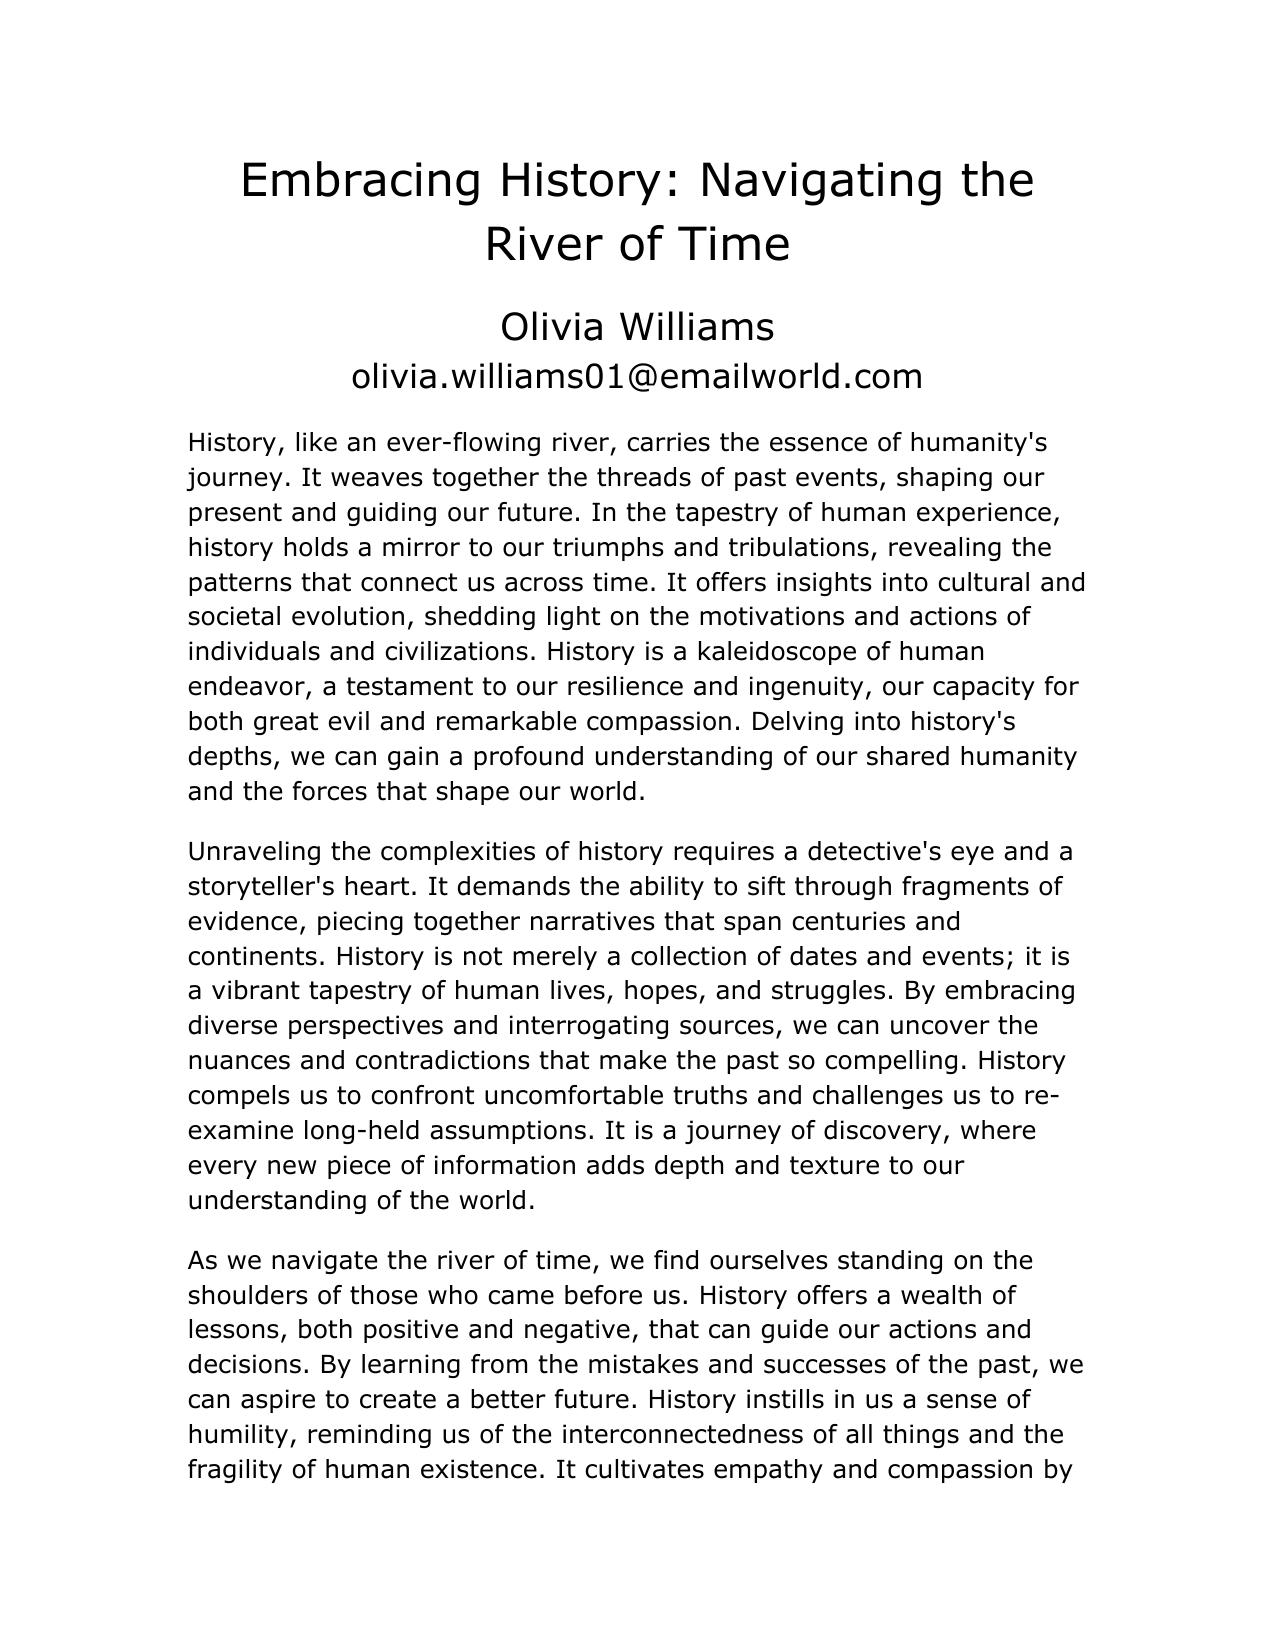 Embracing History: Navigating the
River of Time
Olivia Williams
olivia.williams01@emailworld.com
History, like an ever-flowing river, carries the essence of humanity's
journey. It weaves together the threads of past events, shaping our
present and guiding our future. In the tapestry of human experience,
history holds a mirror to our triumphs and tribulations, revealing the
patterns that connect us across time. It offers insights into cultural and
societal evolution, shedding light on the motivations and actions of
individuals and civilizations. History is a kaleidoscope of human
endeavor, a testament to our resilience and ingenuity, our capacity for
both great evil and remarkable compassion. Delving into history's
depths, we can gain a profound understanding of our shared humanity
and the forces that shape our world.
Unraveling the complexities of history requires a detective's eye and a
storyteller's heart. It demands the ability to sift through fragments of
evidence, piecing together narratives that span centuries and
continents. History is not merely a collection of dates and events; it is
a vibrant tapestry of human lives, hopes, and struggles. By embracing
diverse perspectives and interrogating sources, we can uncover the
nuances and contradictions that make the past so compelling. History
compels us to confront uncomfortable truths and challenges us to re-
examine long-held assumptions. It is a journey of discovery, where
every new piece of information adds depth and texture to our
understanding of the world.
As we navigate the river of time, we find ourselves standing on the
shoulders of those who came before us. History offers a wealth of
lessons, both positive and negative, that can guide our actions and
decisions. By learning from the mistakes and successes of the past, we
can aspire to create a better future. History instills in us a sense of
humility, reminding us of the interconnectedness of all things and the
fragility of human existence. It cultivates empathy and compassion by